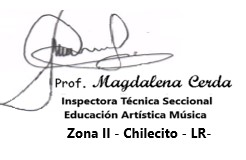 Prof. Magdalena Cerda
Inspectora Técnica Seccional
Educación Artística Música
Zona II - Chilecito - LR-